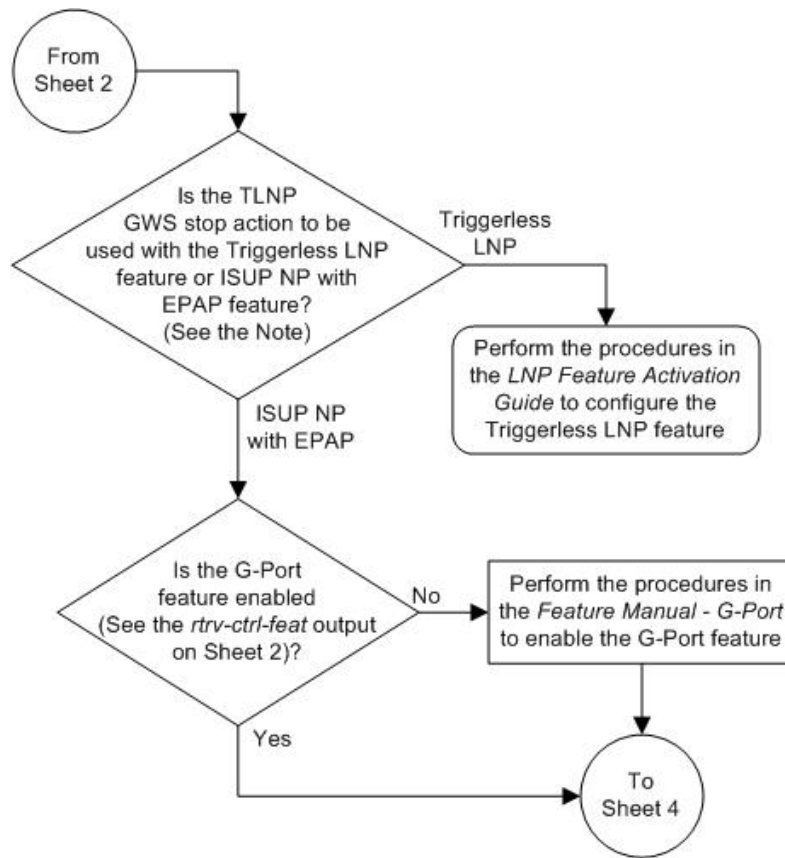 From
Sheet 2
Is the TLNP
GWS stop action to be
used with the Triggerless LNP
feature or ISUP NP with
EPAP feature?
(See the Note)
Triggerless
LNP
Perform the procedures in
the LNP Feature Activation
Guide to configure the
Triggerless LNP feature
ISUP NP
with EPAP
Is the G-Port
feature enabled
(See the rtrv-ctrl-feat output
on Sheet 2)?
No
Perform the procedures in
the Feature Manual - G-Port
to enable the G-Port feature
Yes
To
Sheet 4